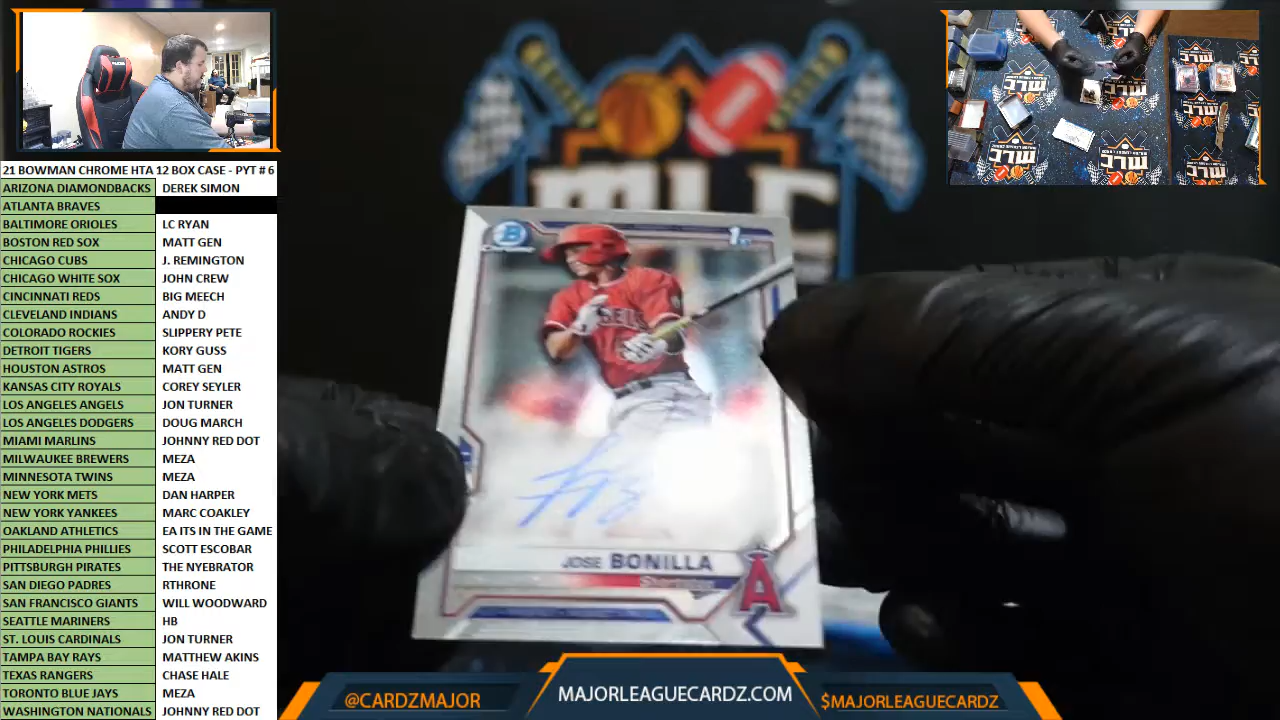 21 BOWMAN CHROME HTA 12 BOX CASE - PYT # 6
ARIZONA DIAMONDBACKS DEREK SIMON
ATLANTA BRAVES
BALTIMORE ORIOLES LC RYAN
BOSTON RED SOX MATT GEN
CHICAGO CUBS J. REMINGTON
CHICAGO WHITE SOX JOHN CREW
CINCINNATI REDS BIG MEECH
CLEVELAND INDIANS ANDY D
COLORADO ROCKIES SLIPPERY PETE
DETROIT TIGERS KORY GUSS
HOUSTON ASTROS MATT GEN
KANSAS CITY ROYALS COREY SEYLER
LOS ANGELES ANGELS JON TURNER
LOS ANGELES DODGERS DOUG MARCH
MIAMI MARLINS JOHNNY RED DOT
MILWAUKEE BREWERS MEZA
MINNESOTA TWINS MEZA
NEW YORK METS DAN HARPER
NEW YORK YANKEES MARC COAKLEY
OAKLAND ATHLETICS EA ITS IN THE GAME
PHILADELPHIA PHILLIES SCOTT ESCOBAR
PITTSBURGH PIRATES THE NYEBRATOR
SAN DIEGO PADRES RTHRONE
SAN FRANCISCO GIANTS WILL WOODWARD
SEATTLE MARINERS HB
ST. LOUIS CARDINALS JON TURNER
TAMPA BAY RAYS MATTHEW AKINS
TEXAS RANGERS CHASE HALE
TORONTO BLUE JAYS MEZA
WASHINGTON NATIONALS JOHNNY RED DOT
MLC
1st
JOSE BONILLA
A
@CARDZMAJOR
MAJORLEAGUECARDZ.COM
$MAJORLEAGUECARDZ